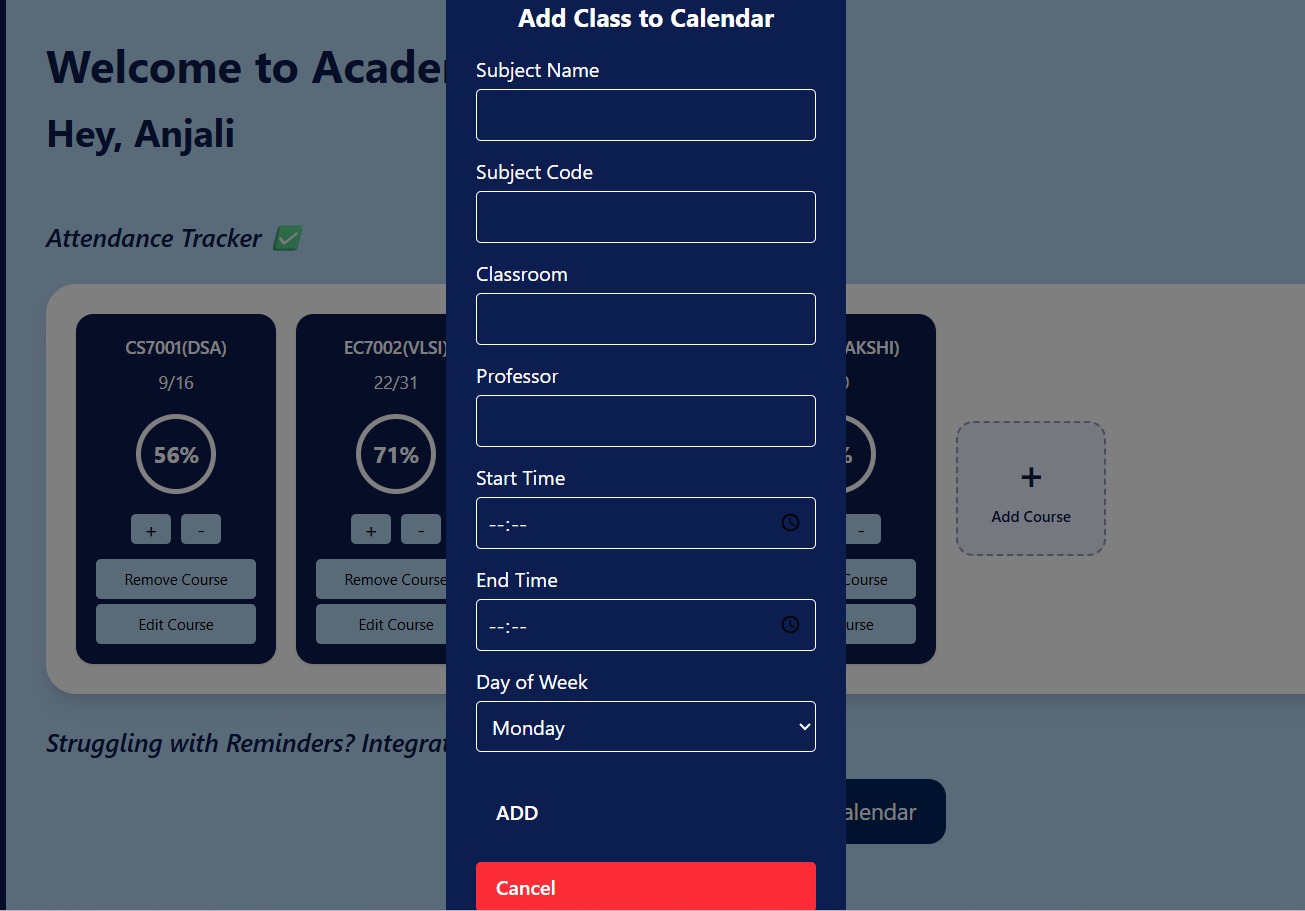 Add Class to Calendar
Welcome to Acade
Hey, Anjali
Attendance Tracker ✅
CS7001(DSA)
9/16
56%
+ -
Remove Course
Edit Course
EC7002(VLSI)
22/31
71%
+ -
Remove Course
Edit Course
AKSHI)
%
-
Course
urse
+
Add Course
Struggling with Reminders? Integra
alendar
Subject Name
Subject Code
Classroom
Professor
Start Time
--:--
End Time
--:--
Day of Week
Monday
ADD
Cancel